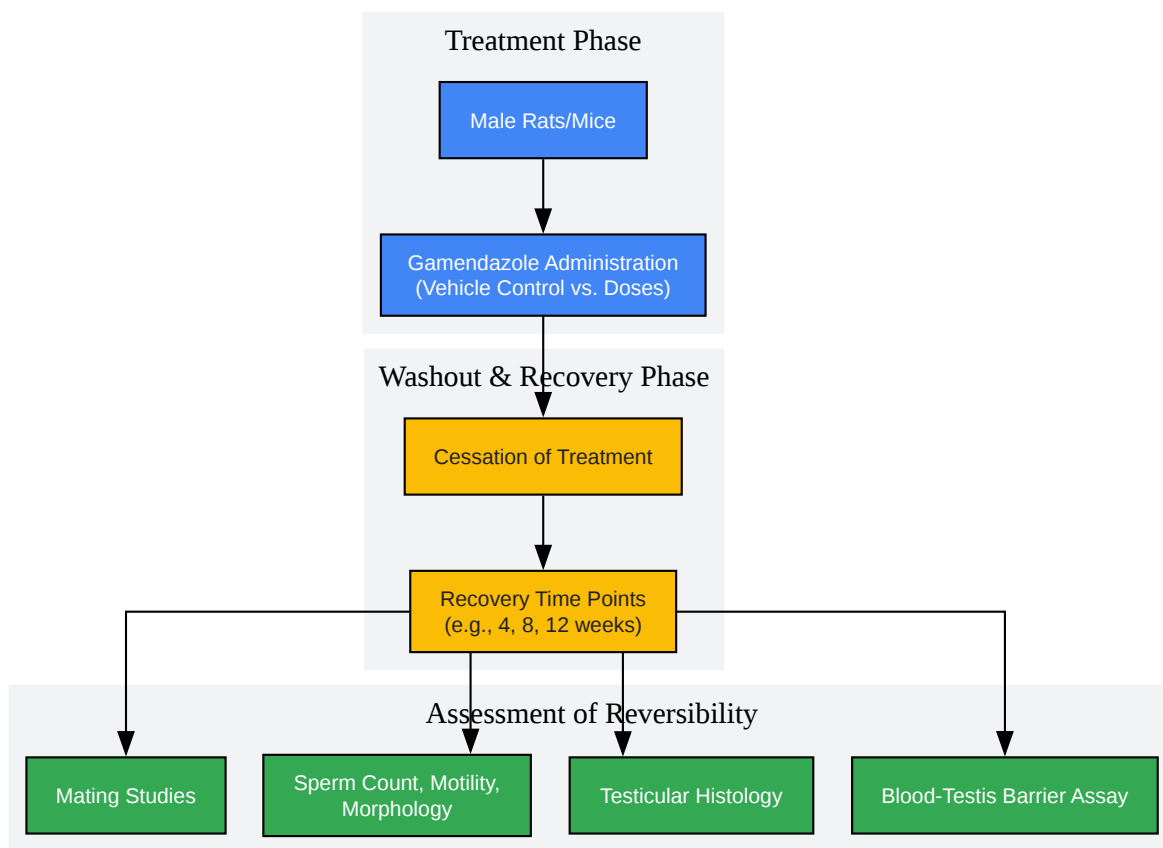 Treatment Phase
Male Rats/Mice
Gamendazole Administration
(Vehicle Control vs. Doses)
Washout & Recovery Phase
Cessation of Treatment
Recovery Time Points
(e.g., 4, 8, 12 weeks)
Assessment of Reversibility
Mating Studies
Sperm Count, Motility,
Morphology
Testicular Histology
Blood-Testis Barrier Assay